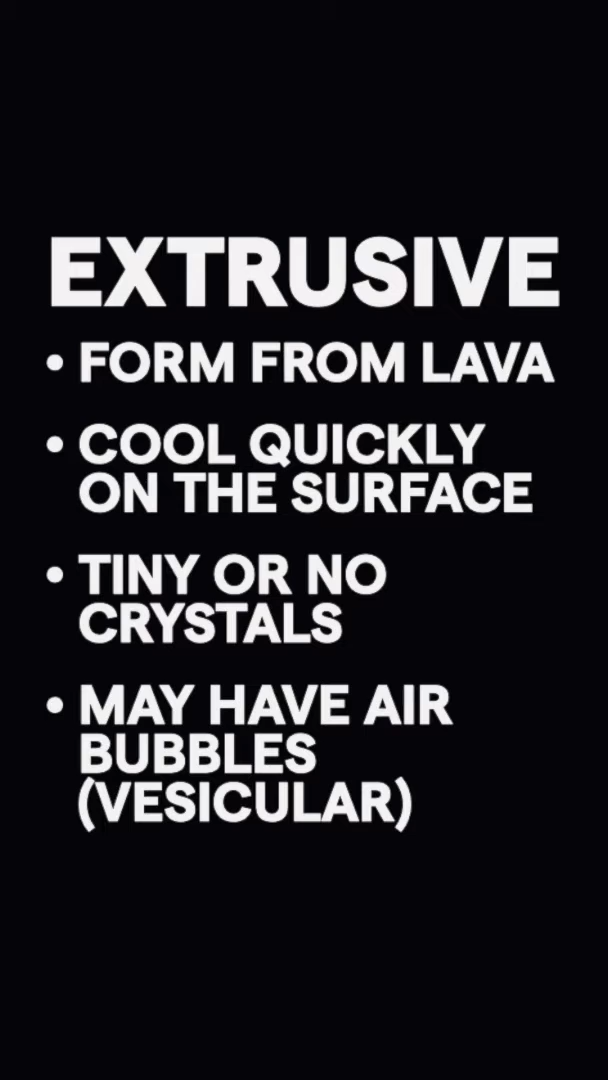 EXTRUSIVE
• FORM FROM LAVA
• COOL QUICKLY
ON THE SURFACE
• TINY OR NO
CRYSTALS
• MAY HAVE AIR
BUBBLES
(VESICULAR)